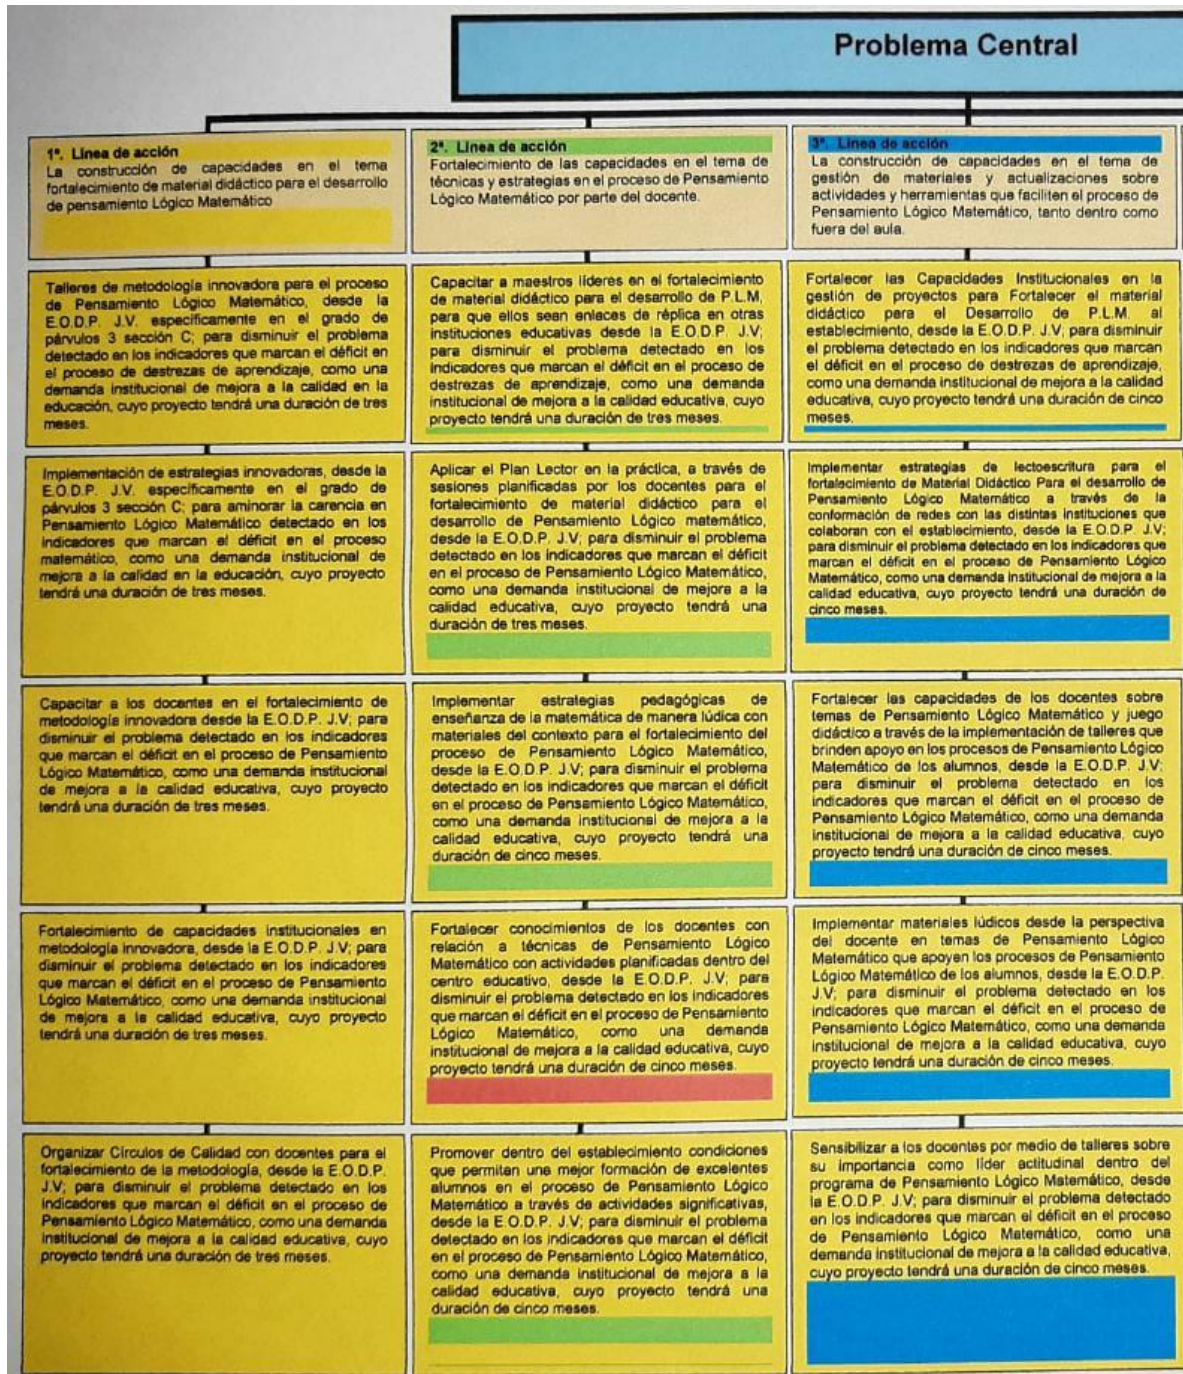 Problema Central
1ª. Línea de acción
La construcción de capacidades en el tema
fortalecimiento de material didáctico para el desarrollo
de pensamiento Lógico Matemático
2ª. Línea de acción
Fortalecimiento de las capacidades en el tema de
técnicas y estrategias en el proceso de Pensamiento
Lógico Matemático por parte del docente.
3ª. Línea de acción
La construcción de capacidades en el tema de
gestión de materiales y actualizaciones sobre
actividades y herramientas que faciliten el proceso de
Pensamiento Lógico Matemático, tanto dentro como
fuera del aula.
Talleres de metodología innovadora para el proceso
de Pensamiento Lógico Matemático, desde la
E.O.D.P. J.V. específicamente en el grado de
párvulos 3 sección C; para disminuir el problema
detectado en los indicadores que marcan el déficit en
el proceso de destrezas de aprendizaje, como una
demanda institucional de mejora a la calidad en la
educación, cuyo proyecto tendrá una duración de tres
meses.
Capacitar a maestros líderes en el fortalecimiento
de material didáctico para el desarrollo de P.L.M,
para que ellos sean enlaces de réplica en otras
instituciones educativas desde la E.O.D.P. J.V;
para disminuir el problema detectado en los
indicadores que marcan el déficit en el proceso de
destrezas de aprendizaje, como una demanda
institucional de mejora a la calidad educativa, cuyo
proyecto tendrá una duración de tres meses.
Fortalecer las Capacidades Institucionales en la
gestión de proyectos para Fortalecer el material
didáctico para el Desarrollo de P.L.M. al
establecimiento, desde la E.O.D.P. J.V; para disminuir
el problema detectado en los indicadores que marcan
el déficit en el proceso de destrezas de aprendizaje,
como una demanda institucional de mejora a la calidad
educativa, cuyo proyecto tendrá una duración de cinco
meses.
Implementación de estrategias innovadoras, desde la
E.O.D.P. J.V. específicamente en el grado de
párvulos 3 sección C; para aminorar la carencia en
Pensamiento Lógico Matemático detectado en los
indicadores que marcan el déficit en el proceso
matemático, como una demanda institucional de
mejora a la calidad en la educación, cuyo proyecto
tendrá una duración de tres meses.
Aplicar el Plan Lector en la práctica, a través de
sesiones planificadas por los docentes para el
fortalecimiento de material didáctico para el
desarrollo de Pensamiento Lógico matemático,
desde la E.O.D.P. J.V; para disminuir el problema
detectado en los indicadores que marcan el déficit
en el proceso de Pensamiento Lógico Matemático,
como una demanda institucional de mejora a la
calidad educativa, cuyo proyecto tendrá una
duración de tres meses.
Implementar estrategias de lectoescritura para el
fortalecimiento de Material Didáctico Para el desarrollo de
Pensamiento Lógico Matemático a través de la
conformación de redes con las distintas instituciones que
colaboran con el establecimiento, desde la E.O.D.P. J.V;
para disminuir el problema detectado en los indicadores que
marcan el déficit en el proceso de Pensamiento Lógico
Matemático, como una demanda institucional de mejora a la
calidad educativa, cuyo proyecto tendrá una duración de
cinco meses.
Capacitar a los docentes en el fortalecimiento de
metodología innovadora desde la E.O.D.P. J.V; para
disminuir el problema detectado en los indicadores
que marcan el déficit en el proceso de Pensamiento
Lógico Matemático, como una demanda institucional
de mejora a la calidad educativa, cuyo proyecto
tendrá una duración de tres meses.
Implementar estrategias pedagógicas de
enseñanza de la matemática de manera lúdica con
materiales del contexto para el fortalecimiento del
proceso de Pensamiento Lógico Matemático,
desde la E.O.D.P. J.V; para disminuir el problema
detectado en los indicadores que marcan el déficit
en el proceso de Pensamiento Lógico Matemático,
como una demanda institucional de mejora a la
calidad educativa, cuyo proyecto tendrá una
duración de cinco meses.
Fortalecer las capacidades de los docentes sobre
temas de Pensamiento Lógico Matemático y juego
didáctico a través de la implementación de talleres que
brinden apoyo en los procesos de Pensamiento Lógico
Matemático de los alumnos, desde la E.O.D.P. J.V;
para disminuir el problema detectado en los
indicadores que marcan el déficit en el proceso de
Pensamiento Lógico Matemático, como una demanda
institucional de mejora a la calidad educativa, cuyo
proyecto tendrá una duración de cinco meses.
Fortalecimiento de capacidades institucionales en
metodología innovadora, desde la E.O.D.P. J.V; para
disminuir el problema detectado en los indicadores
que marcan el déficit en el proceso de Pensamiento
Lógico Matemático, como una demanda institucional
de mejora a la calidad educativa, cuyo proyecto
tendrá una duración de tres meses.
Fortalecer conocimientos de los docentes con
relación a técnicas de Pensamiento Lógico
Matemático con actividades planificadas dentro del
centro educativo, desde la E.O.D.P. J.V; para
disminuir el problema detectado en los indicadores
que marcan el déficit en el proceso de Pensamiento
Lógico Matemático, como una demanda
institucional de mejora a la calidad educativa, cuyo
proyecto tendrá una duración de cinco meses.
Implementar materiales lúdicos desde la perspectiva
del docente en temas de Pensamiento Lógico
Matemático que apoyen los procesos de Pensamiento
Lógico Matemático de los alumnos, desde la E.O.D.P.
J.V; para disminuir el problema detectado en los
indicadores que marcan el déficit en el proceso de
Pensamiento Lógico Matemático, como una demanda
institucional de mejora a la calidad educativa, cuyo
proyecto tendrá una duración de cinco meses.
Organizar Círculos de Calidad con docentes para el
fortalecimiento de la metodología, desde la E.O.D.P.
J.V; para disminuir el problema detectado en los
indicadores que marcan el déficit en el proceso de
Pensamiento Lógico Matemático, como una demanda
institucional de mejora a la calidad educativa, cuyo
proyecto tendrá una duración de tres meses.
Promover dentro del establecimiento condiciones
que permitan una mejor formación de excelentes
alumnos en el proceso de Pensamiento Lógico
Matemático a través de actividades significativas,
desde la E.O.D.P. J.V; para disminuir el problema
detectado en los indicadores que marcan el déficit
en el proceso de Pensamiento Lógico Matemático,
como una demanda institucional de mejora a la
calidad educativa, cuyo proyecto tendrá una
duración de cinco meses.
Sensibilizar a los docentes por medio de talleres sobre
su importancia como líder actitudinal dentro del
programa de Pensamiento Lógico Matemático, desde
la E.O.D.P. J.V; para disminuir el problema detectado
en los indicadores que marcan el déficit en el proceso
de Pensamiento Lógico Matemático, como una
demanda institucional de mejora a la calidad educativa,
cuyo proyecto tendrá una duración de cinco meses.